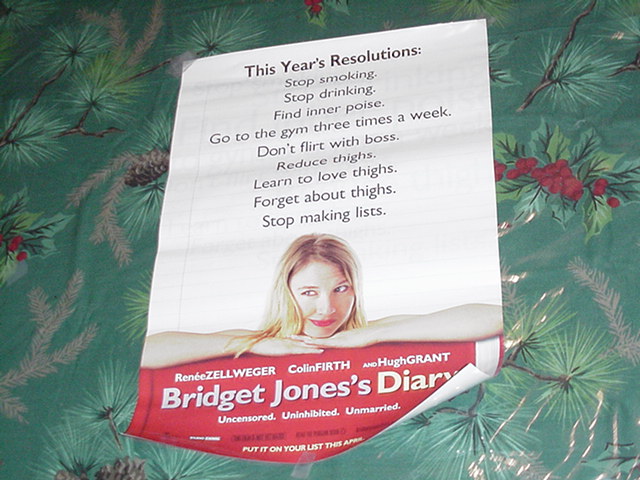 This Year's Resolutions:
Stop smoking.
Stop drinking.
Find inner poise.
Go to the gym three times a week.
Don't flirt with boss.
Reduce thighs.
Learn to love thighs.
Forget about thighs.
Stop making lists.
RenéeZELLWEGER ColinFIRTH AND HughGRANT
Bridget Jones's Diary
Uncensored. Uninhibited. Unmarried.
PUT IT ON YOUR LIST THIS APRIL